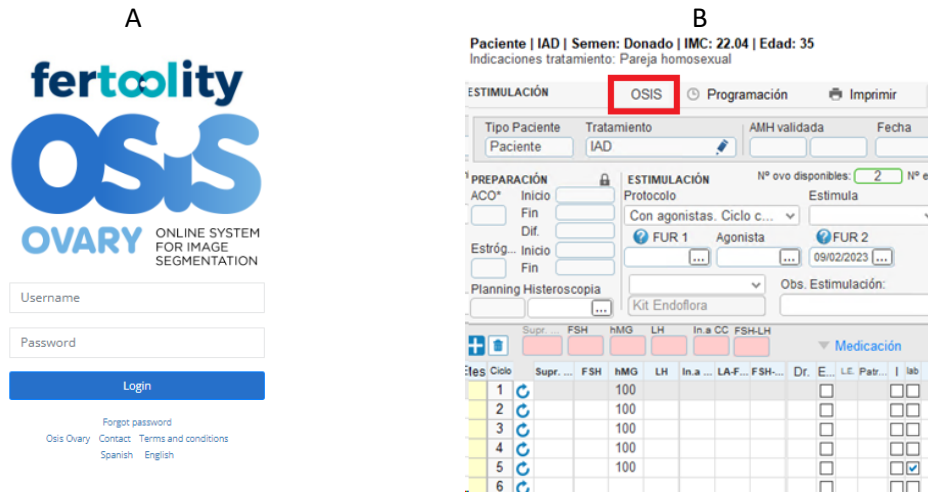 A
fertoolity
OSIS
OVARY ONLINE SYSTEM
FOR IMAGE
SEGMENTATION
Username
Password
Login
Forgot password
Osis Ovary Contact Terms and conditions
Spanish English
B
Paciente | IAD | Semen: Donado | IMC: 22.04 | Edad: 35
Indicaciones tratamiento: Pareja homosexual
ESTIMULACIÓN OSIS Programación Imprimir
Tipo Paciente Tratamiento AMH validada Fecha
Paciente IAD
PREPARACIÓN ESTIMULACIÓN Nº ovo disponibles: 2 Nº e
ACO* Inicio Protocolo Estimula
Fin Con agonistas. Ciclo c...
Dif. FUR 1 Agonista FUR 2
Estróg... Inicio ... ... 09/02/2023 ...
Fin
Planning Histeroscopia Obs. Estimulación:
... Kit Endoflora
Supr. ... FSH hMG LH In.a CC FSH-LH
Medicación
les Ciclo Supr. ... FSH hMG LH In.a ... LA-F... FSH-... Dr. E... L.E. Patr... I lab
1 100
2 100
3 100
4 100
5 100
6